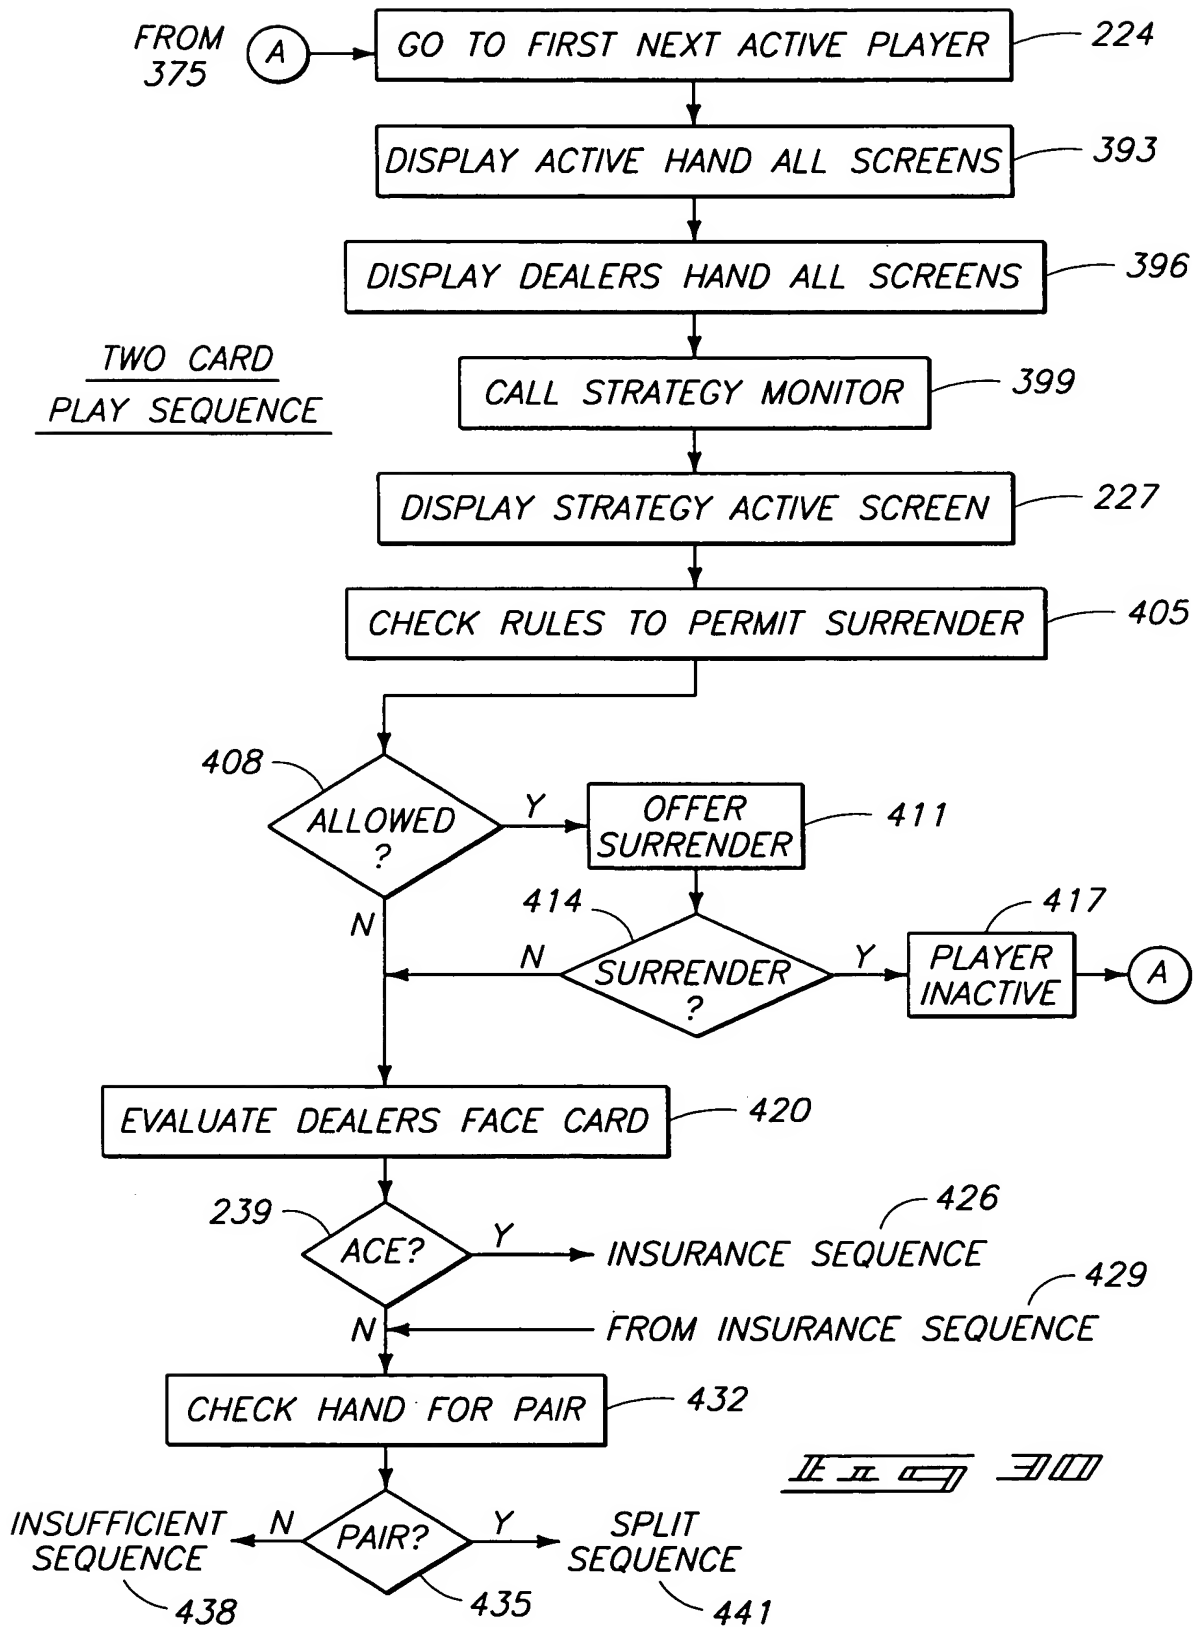 FROM
375
A
GO TO FIRST NEXT ACTIVE PLAYER
224
DISPLAY ACTIVE HAND ALL SCREENS
393
DISPLAY DEALERS HAND ALL SCREENS
396
TWO CARD
PLAY SEQUENCE
CALL STRATEGY MONITOR
399
DISPLAY STRATEGY ACTIVE SCREEN
227
CHECK RULES TO PERMIT SURRENDER
405
408
ALLOWED
?
Y
OFFER
SURRENDER
411
N
414
SURRENDER
?
N
Y
417
PLAYER
INACTIVE
A
EVALUATE DEALERS FACE CARD
420
239
ACE?
Y
INSURANCE SEQUENCE
426
N
FROM INSURANCE SEQUENCE
429
CHECK HAND FOR PAIR
432
Fig 30
INSUFFICIENT
SEQUENCE
438
N
PAIR?
435
Y
SPLIT
SEQUENCE
441